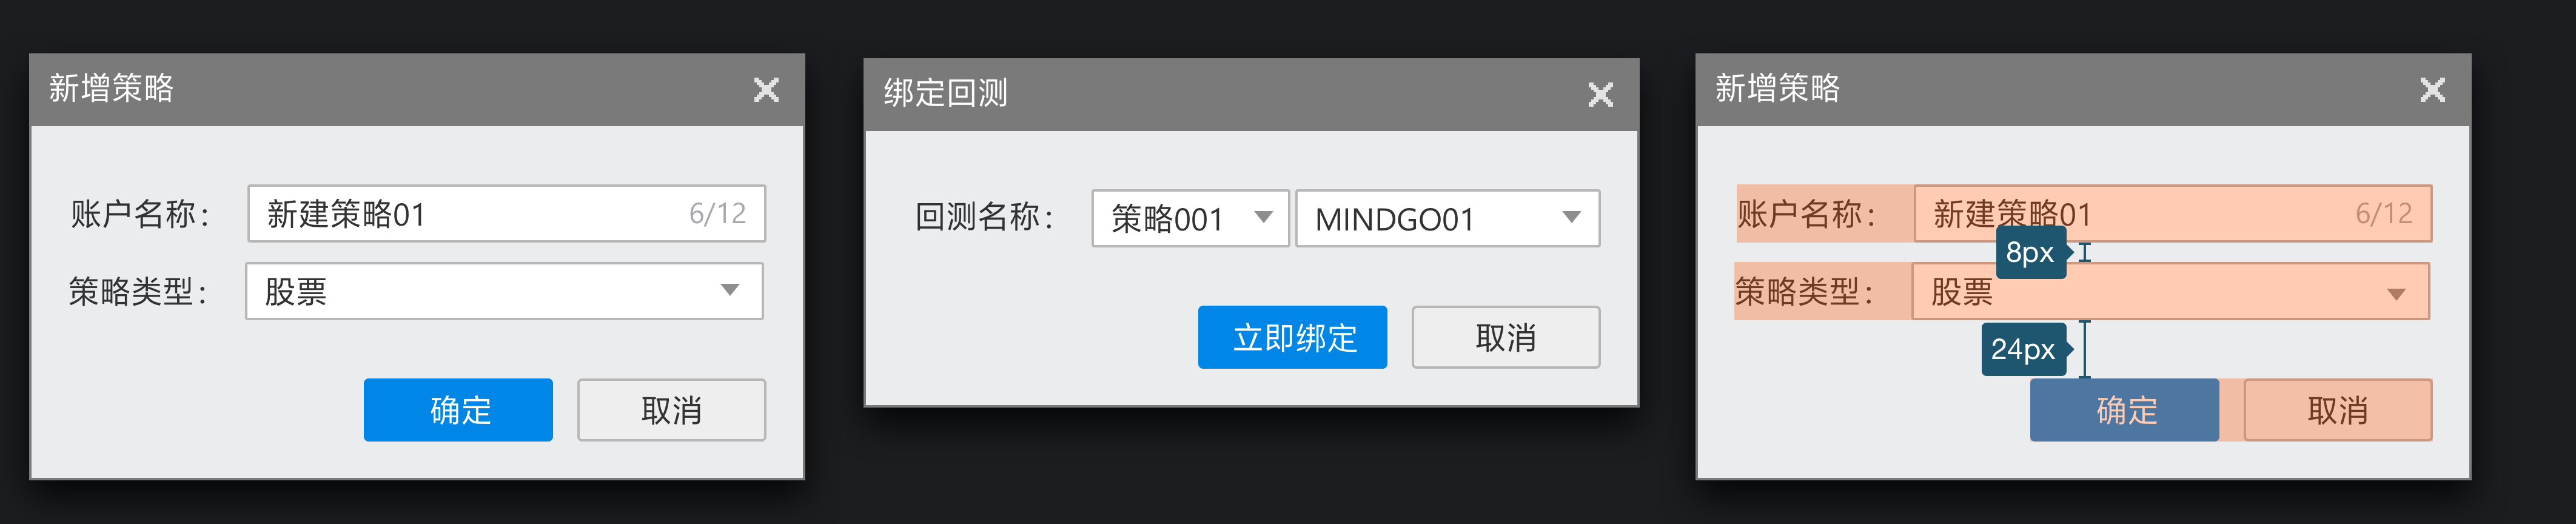 新增策略
账户名称： 新建策略01 6/12
策略类型： 股票
确定 取消
绑定回测
回测名称： 策略001 MINDGO01
立即绑定 取消
新增策略
账户名称： 新建策略01 6/12
8px
策略类型： 股票
24px
确定 取消